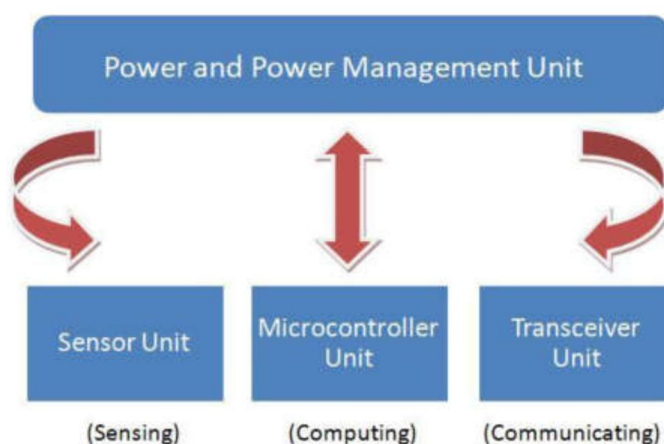 Power and Power Management Unit
Sensor Unit
Microcontroller
Unit
Transceiver
Unit
(Sensing)
(Computing)
(Communicating)